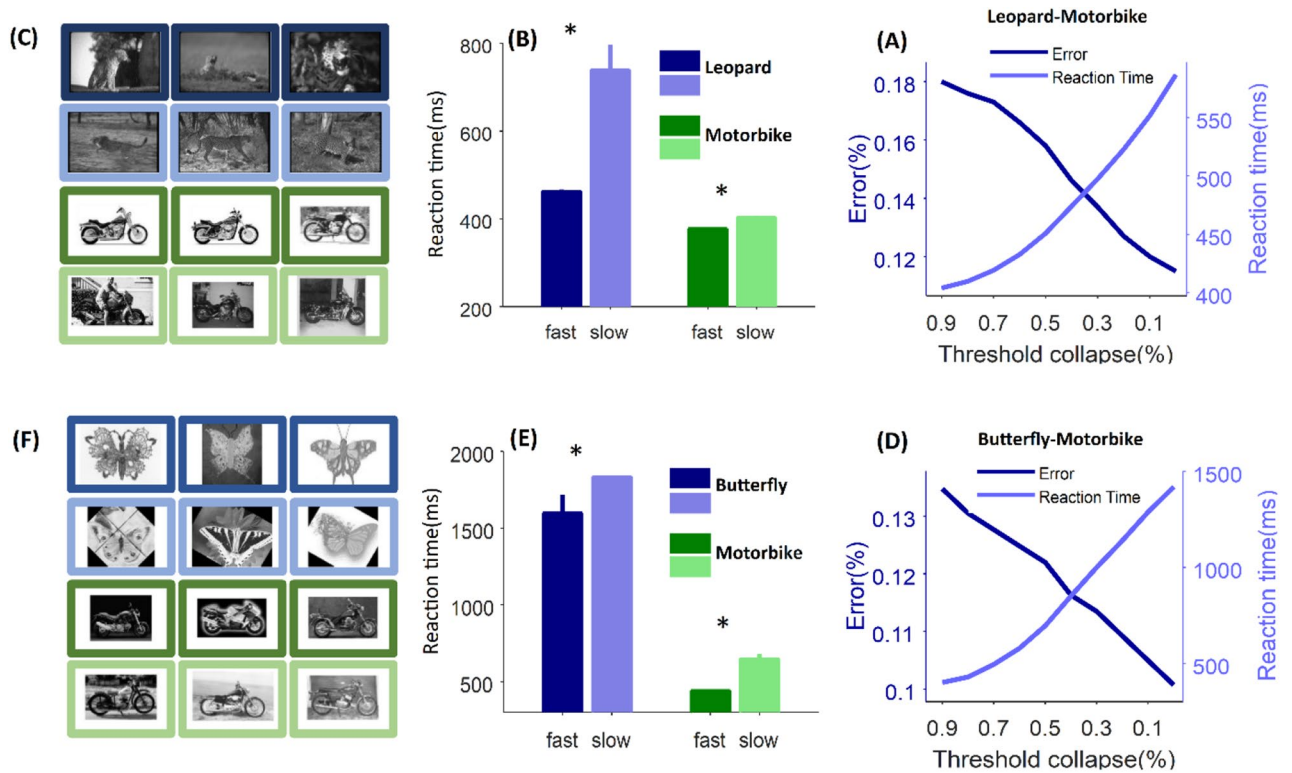 (C)
(B)
800
600
400
200
Reaction time(ms)
*
*
Leopard
Motorbike
fast slow
fast slow
(A)
Leopard-Motorbike
Error
Reaction Time
0.18
0.16
0.14
0.12
Error(%)
550
500
450
400
Reaction time(ms)
0.9 0.7 0.5 0.3 0.1
Threshold collapse(%)
(F)
(E)
2000
1500
1000
500
Reaction time(ms)
*
*
Butterfly
Motorbike
fast slow
fast slow
(D)
Butterfly-Motorbike
Error
Reaction Time
0.13
0.12
0.11
0.1
Error(%)
1500
1000
500
Reaction time(ms)
0.9 0.7 0.5 0.3 0.1
Threshold collapse(%)